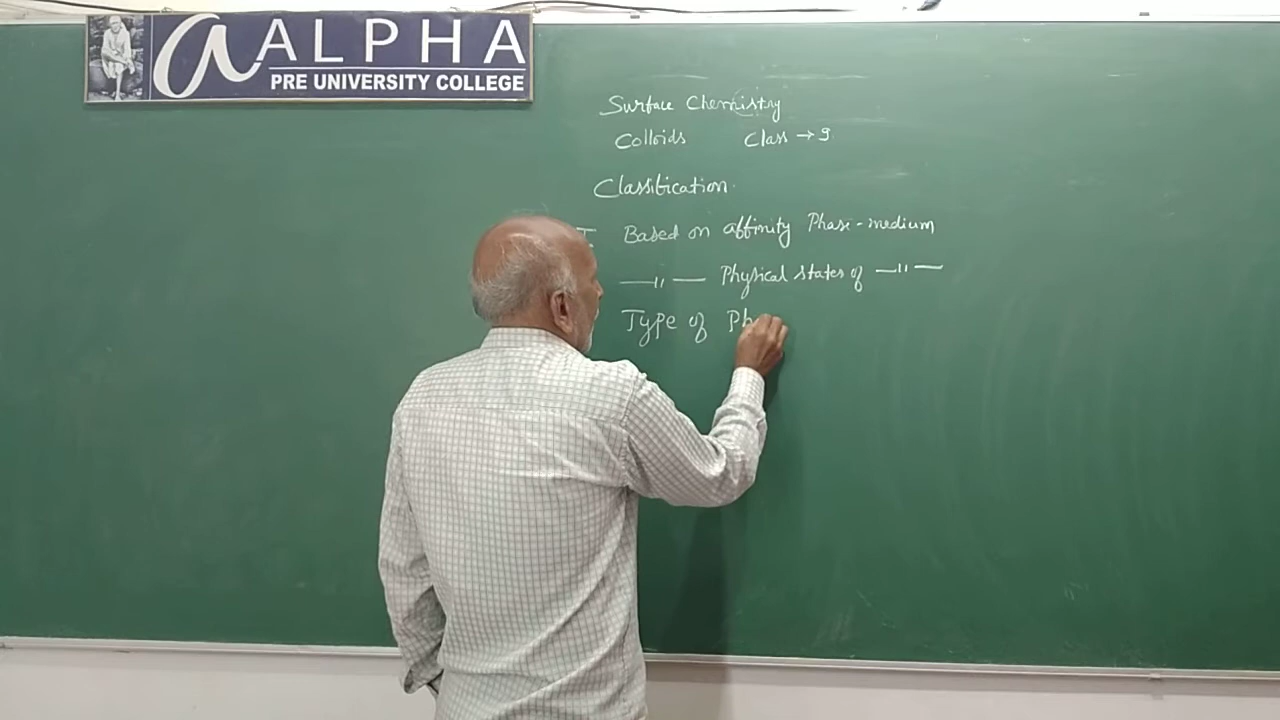 a ALPHA
PRE UNIVERSITY COLLEGE
Surface Chemistry
Colloids Class → 9
Classification.
I Based on affinity Phase-medium
—"— Physical states of —"—
Type of Ph